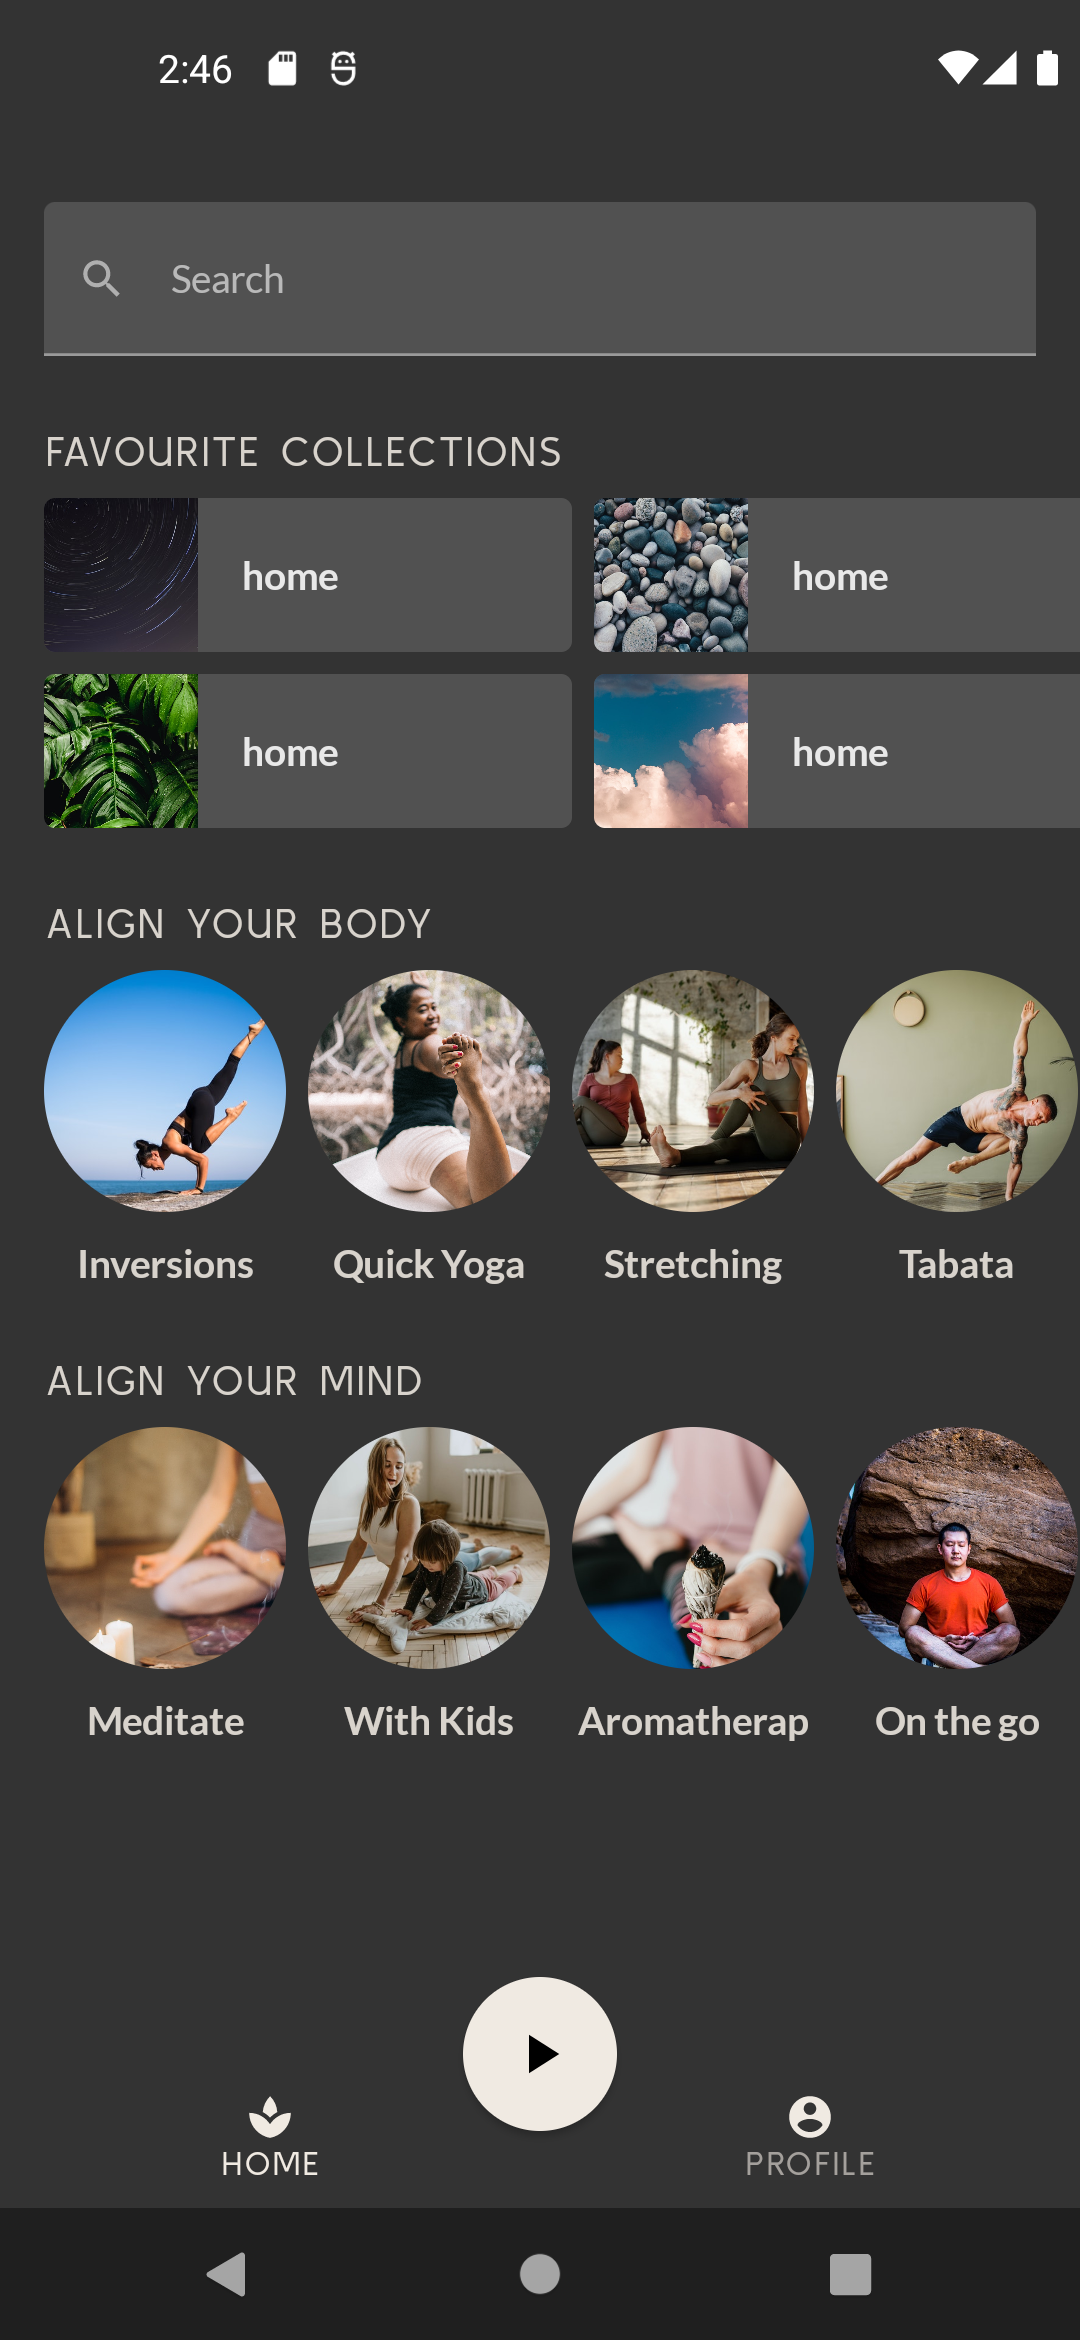 2:46
Search
FAVOURITE COLLECTIONS
home
home
home
home
ALIGN YOUR BODY
Inversions
Quick Yoga
Stretching
Tabata
ALIGN YOUR MIND
Meditate
With Kids
Aromatherap
On the go
HOME
PROFILE